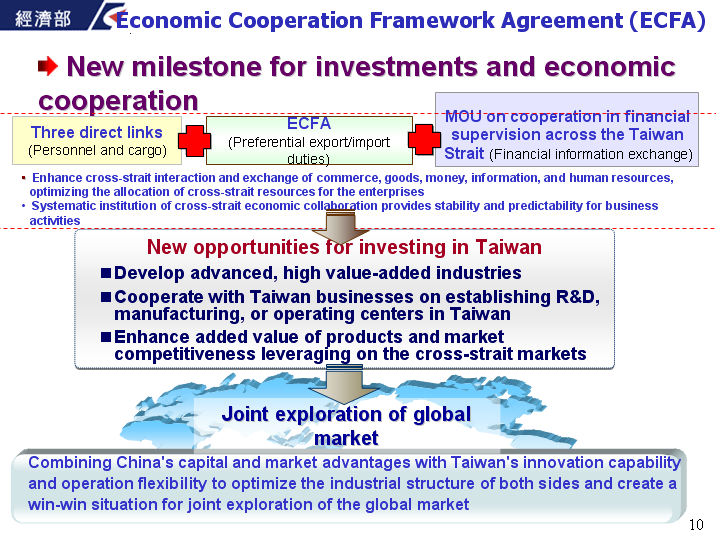 經濟部
Economic Cooperation Framework Agreement (ECFA)
New milestone for investments and economic
cooperation
Three direct links
(Personnel and cargo)
ECFA
(Preferential export/import
duties)
MOU on cooperation in financial
supervision across the Taiwan
Strait (Financial information exchange)
• Enhance cross-strait interaction and exchange of commerce, goods, money, information, and human resources,
optimizing the allocation of cross-strait resources for the enterprises
• Systematic institution of cross-strait economic collaboration provides stability and predictability for business
activities
New opportunities for investing in Taiwan
■Develop advanced, high value-added industries
■Cooperate with Taiwan businesses on establishing R&D,
manufacturing, or operating centers in Taiwan
■Enhance added value of products and market
competitiveness leveraging on the cross-strait markets
Joint exploration of global
market
Combining China's capital and market advantages with Taiwan's innovation capability
and operation flexibility to optimize the industrial structure of both sides and create a
win-win situation for joint exploration of the global market
10